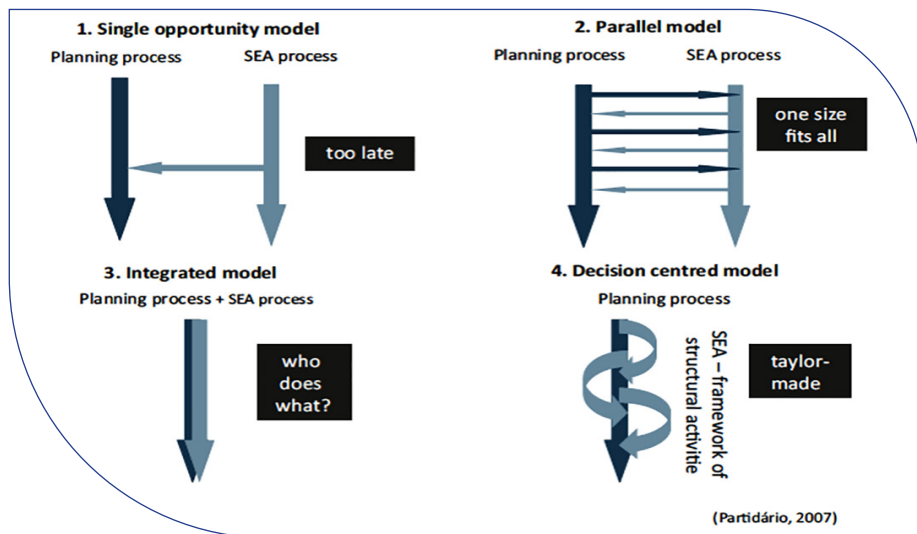 1. Single opportunity model
Planning process
SEA process
too late
2. Parallel model
Planning process
SEA process
one size
fits all
3. Integrated model
Planning process + SEA process
who
does
what?
4. Decision centred model
Planning process
SEA – framework of
structural activitie
taylor-
made
(Partidário, 2007)